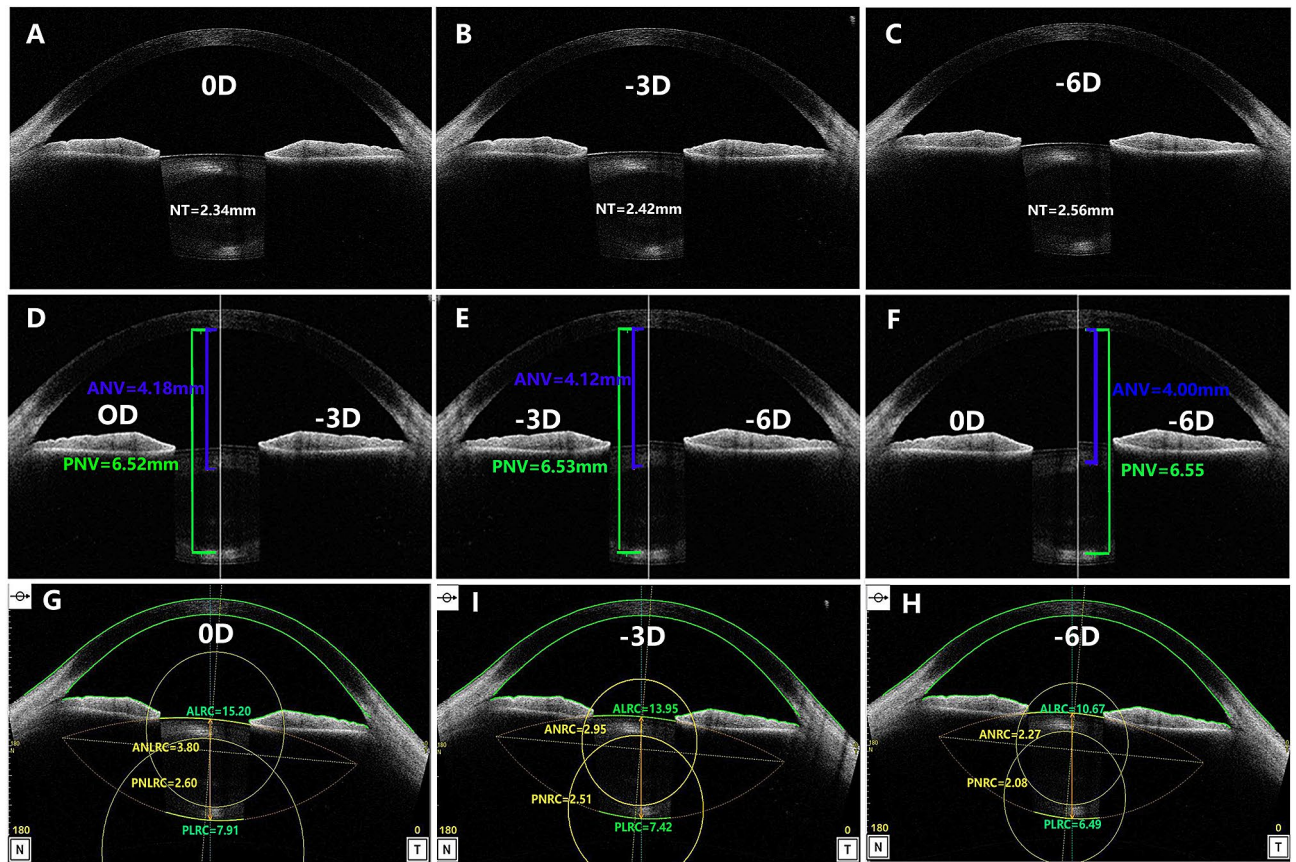 A
0D
NT=2.34mm
B
-3D
NT=2.42mm
C
-6D
NT=2.56mm
D
ANV=4.18mm
OD
-3D
PNV=6.52mm
E
ANV=4.12mm
-3D
-6D
PNV=6.53mm
F
ANV=4.00mm
0D
-6D
PNV=6.55
G
0D
ALRC=15.20
ANLRC=3.80
PNLRC=2.60
PLRC=7.91
180
0
N
T
I
-3D
ALRC=13.95
ANRC=2.95
PNRC=2.51
PLRC=7.42
180
0
N
T
H
-6D
ALRC=10.67
ANRC=2.27
PNRC=2.08
PLRC=6.49
180
0
N
T